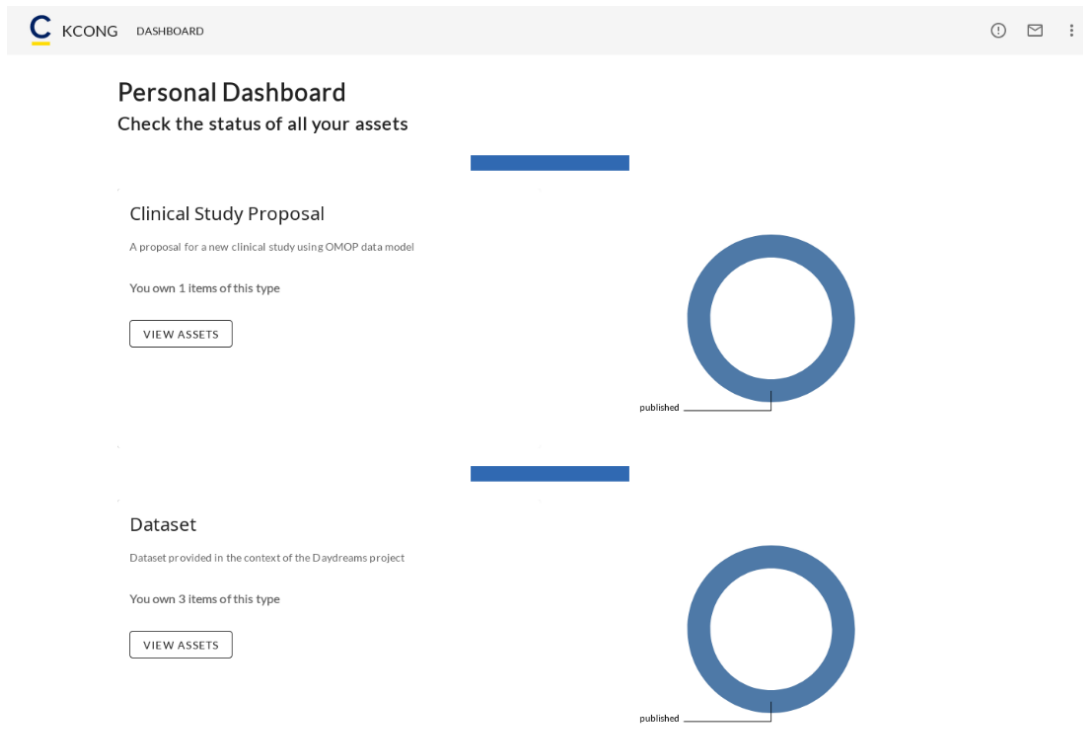 C KCONG DASHBOARD
Personal Dashboard
Check the status of all your assets
Clinical Study Proposal
A proposal for a new clinical study using OMOP data model
You own 1 items of this type
VIEW ASSETS
published
Dataset
Dataset provided in the context of the Daydreams project
You own 3 items of this type
VIEW ASSETS
published